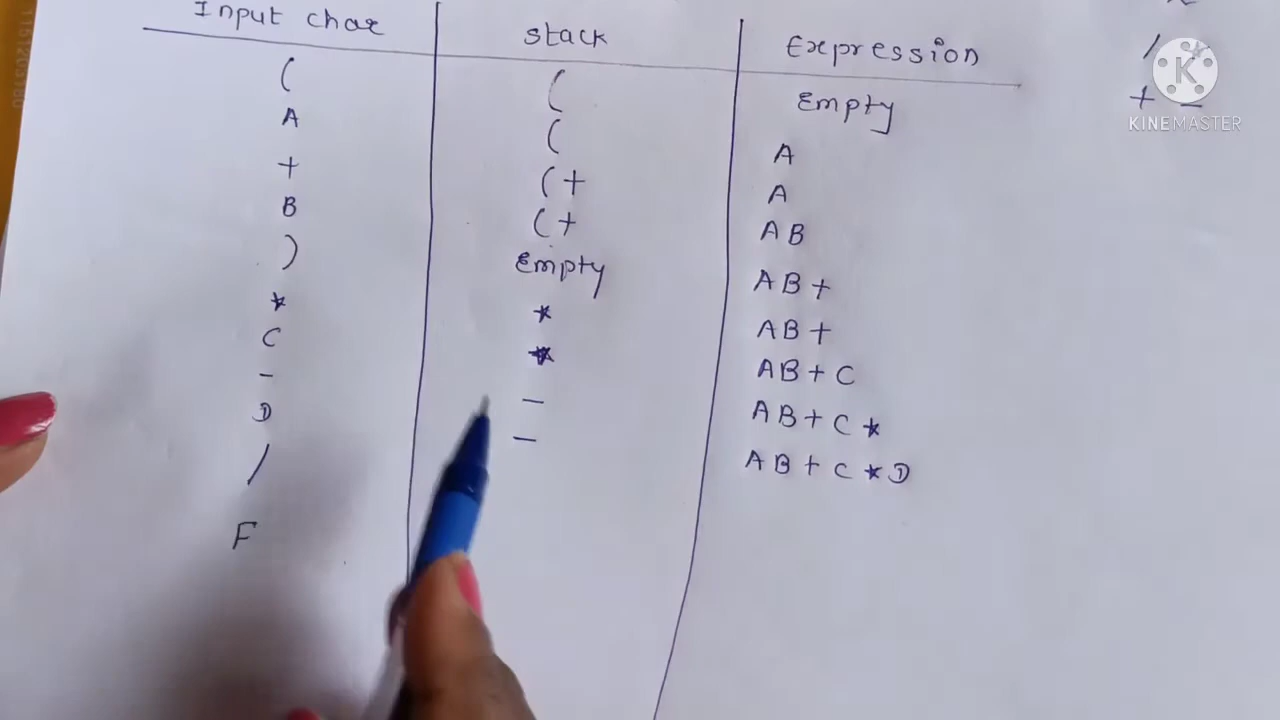 Input char stack Expression
( ( Empty
A ( A
+ (+ A
B (+ AB
) Empty AB+
* * AB+
C * AB+C
- - AB+C*
D - AB+C*D
/
F
/
+ -
K
KINEMASTER